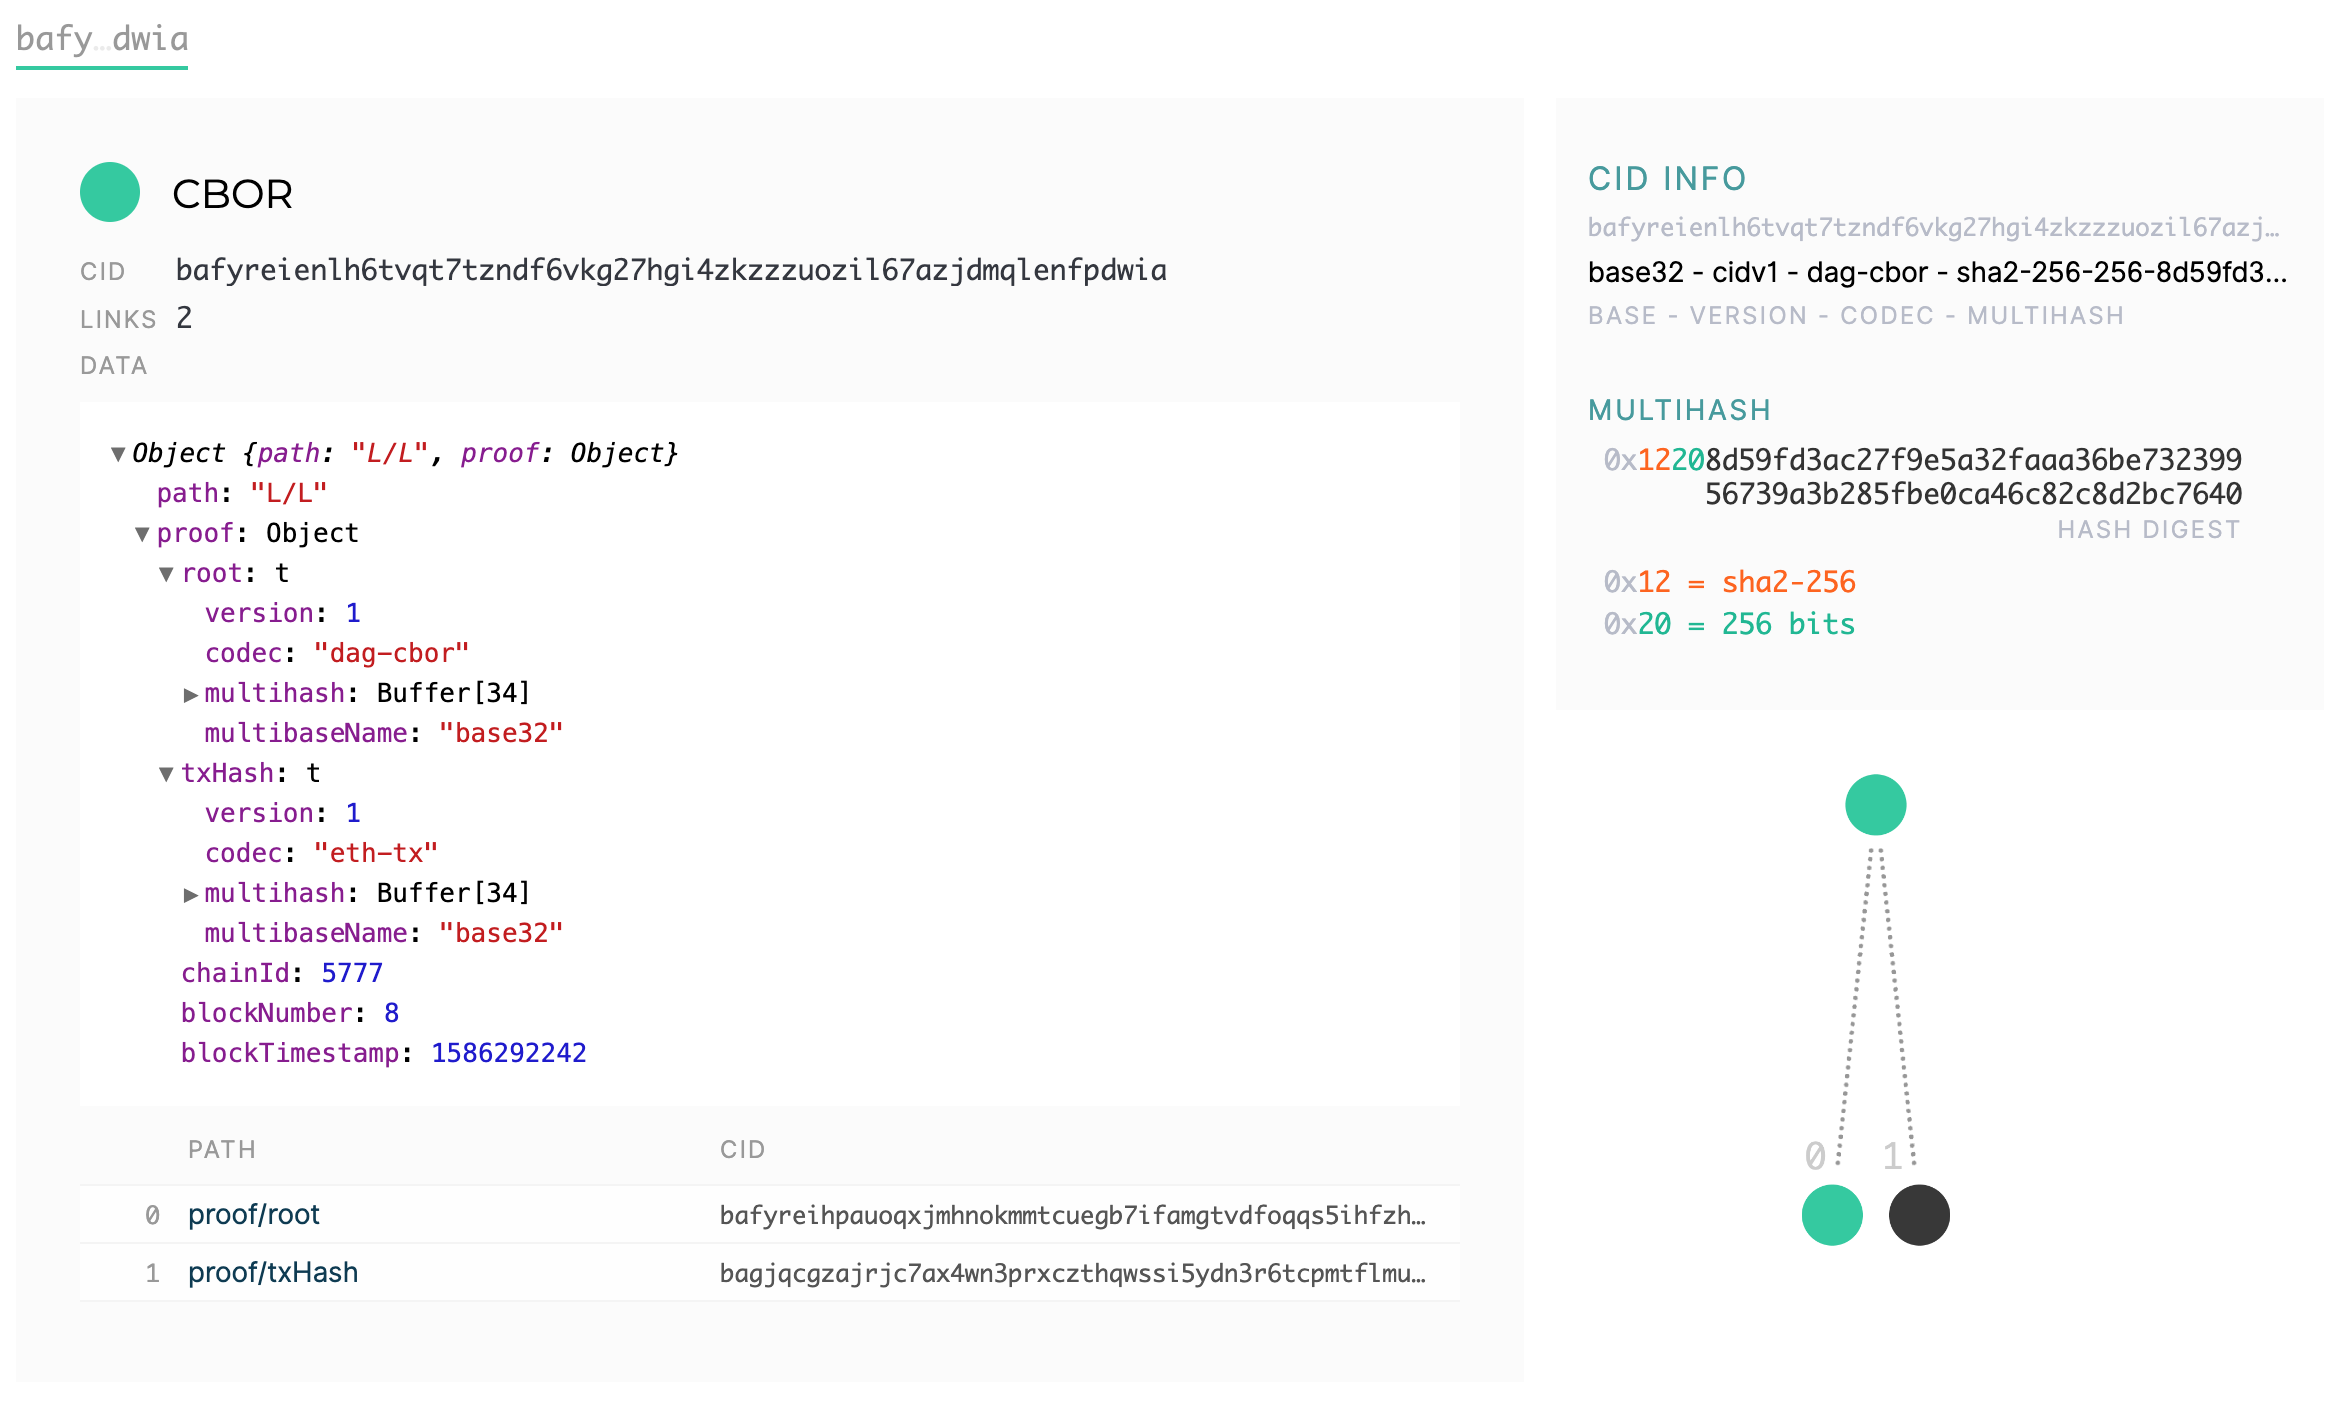 bafy…dwia
CBOR
CID bafyreienlh6tvqt7tzndf6vkg27hgi4zkzzzuozil67azjdmqlenfpdwia
LINKS 2
DATA
▼Object {path: "L/L", proof: Object}
path: "L/L"
▼proof: Object
▼root: t
version: 1
codec: "dag-cbor"
▶multihash: Buffer[34]
multibaseName: "base32"
▼txHash: t
version: 1
codec: "eth-tx"
▶multihash: Buffer[34]
multibaseName: "base32"
chainId: 5777
blockNumber: 8
blockTimestamp: 1586292242
PATH CID
0 proof/root bafyreihpauoqxjmhnokmmtcuegb7ifamgtvdfoqqs5ihfzh…
1 proof/txHash bagjqcgzajrjc7ax4wn3prxczthqwssi5ydn3r6tcpmtflmu…
CID INFO
bafyreienlh6tvqt7tzndf6vkg27hgi4zkzzzuozil67azj…
base32 - cidv1 - dag-cbor - sha2-256-256-8d59fd3...
BASE - VERSION - CODEC - MULTIHASH
MULTIHASH
0x12208d59fd3ac27f9e5a32faaa36be732399
56739a3b285fbe0ca46c82c8d2bc7640
HASH DIGEST
0x12 = sha2-256
0x20 = 256 bits
0 1